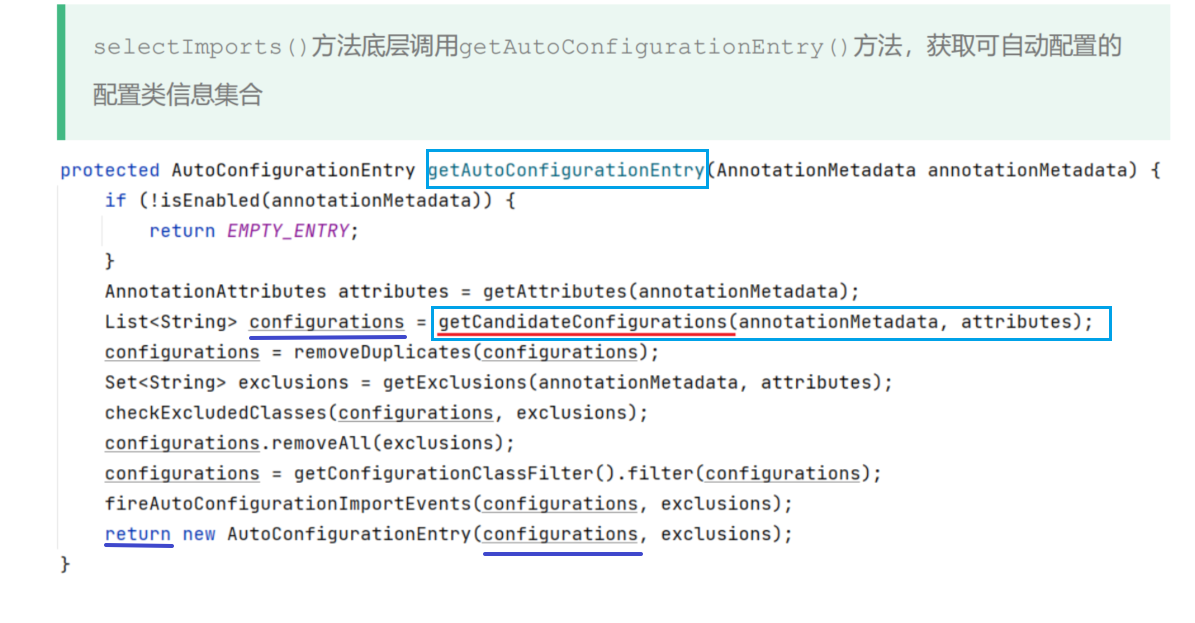 selectImports()方法底层调用getAutoConfigurationEntry()方法，获取可自动配置的
配置类信息集合
protected AutoConfigurationEntry getAutoConfigurationEntry(AnnotationMetadata annotationMetadata) {
    if (!isEnabled(annotationMetadata)) {
        return EMPTY_ENTRY;
    }
    AnnotationAttributes attributes = getAttributes(annotationMetadata);
    List<String> configurations = getCandidateConfigurations(annotationMetadata, attributes);
    configurations = removeDuplicates(configurations);
    Set<String> exclusions = getExclusions(annotationMetadata, attributes);
    checkExcludedClasses(configurations, exclusions);
    configurations.removeAll(exclusions);
    configurations = getConfigurationClassFilter().filter(configurations);
    fireAutoConfigurationImportEvents(configurations, exclusions);
    return new AutoConfigurationEntry(configurations, exclusions);
}